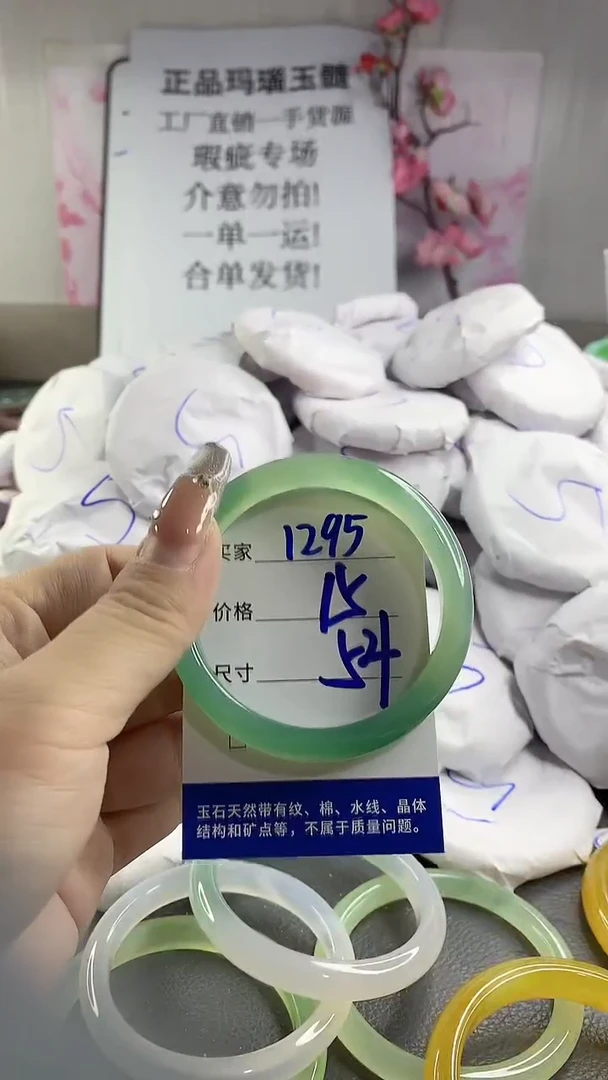 正品玛瑙玉髓
工厂直销一手货源
瑕疵专场
介意勿拍!
一单一运!
合单发货!
买家 1295
价格 15
尺寸 54
玉石天然带有纹、棉、水线、晶体
结构和矿点等，不属于质量问题。